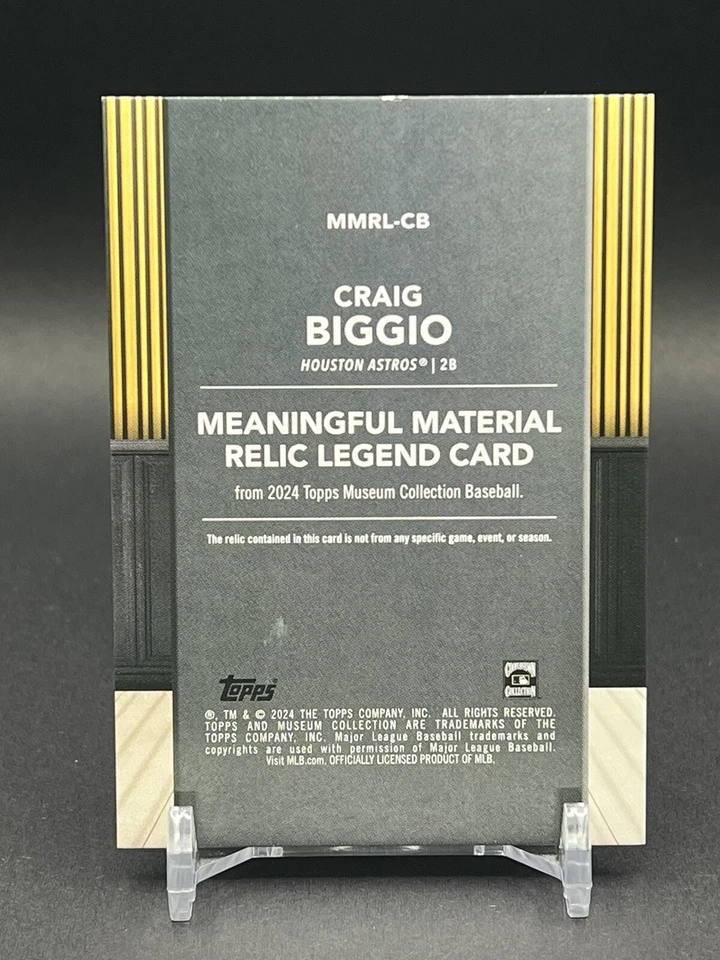 MMRL-CB
CRAIG
BIGGIO
HOUSTON ASTROS® | 2B
MEANINGFUL MATERIAL
RELIC LEGEND CARD
from 2024 Topps Museum Collection Baseball.
The relic contained in this card is not from any specific game, event, or season.
topps
COOPERSTOWN
COLLECTION
®, TM & © 2024 THE TOPPS COMPANY, INC. ALL RIGHTS RESERVED.
TOPPS AND MUSEUM COLLECTION ARE TRADEMARKS OF THE
TOPPS COMPANY, INC. Major League Baseball trademarks and
copyrights are used with permission of Major League Baseball.
Visit MLB.com. OFFICIALLY LICENSED PRODUCT OF MLB.